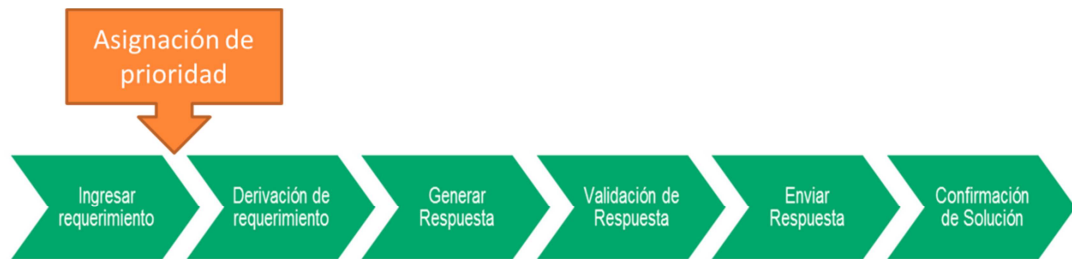 Asignación de
prioridad
Ingresar
requerimiento
Derivación de
requerimiento
Generar
Respuesta
Validación de
Respuesta
Enviar
Respuesta
Confirmación
de Solución